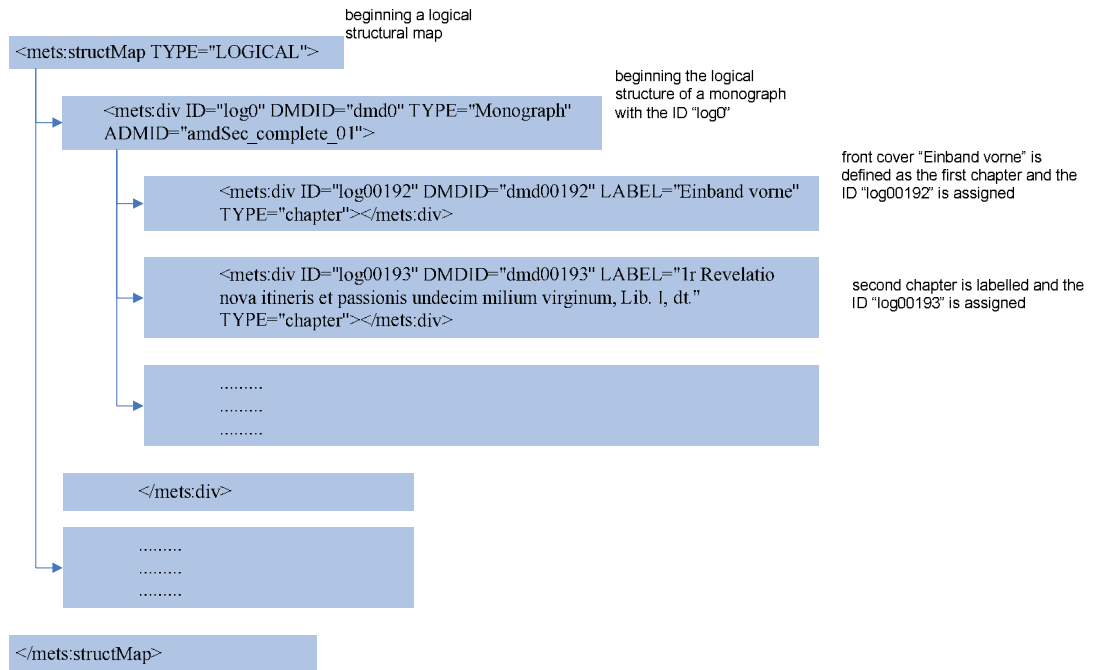 beginning a logical
structural map
<mets:structMap TYPE="LOGICAL">
beginning the logical
structure of a monograph
with the ID “log0”
<mets:div ID="log0" DMDID="dmd0" TYPE="Monograph"
ADMID="amdSec_complete_01">
front cover “Einband vorne” is
defined as the first chapter and the
ID “log00192” is assigned
<mets:div ID="log00192" DMDID="dmd00192" LABEL="Einband vorne"
TYPE="chapter"></mets:div>
<mets:div ID="log00193" DMDID="dmd00193" LABEL="1r Revelatio
nova itineris et passionis undecim milium virginum, Lib. I, dt."
TYPE="chapter"></mets:div>
second chapter is labelled and the
ID “log00193” is assigned
.........
.........
.........
</mets:div>
.........
.........
.........
</mets:structMap>